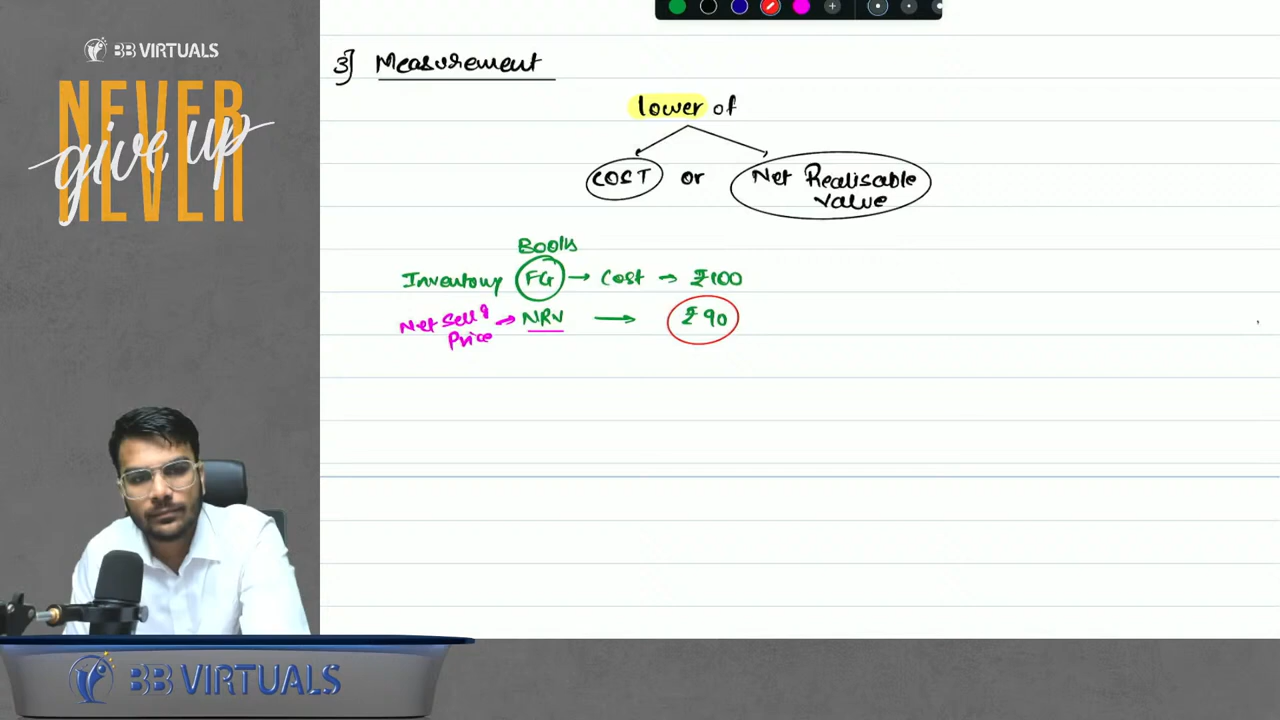 BB VIRTUALS
NEVER
give up
NEVER
3] Measurement
lower of
COST or Net Realisable
Value
Books
Inventory FG → Cost → ₹100
Net Sell⁹ → NRV → ₹90
Price
BB VIRTUALS